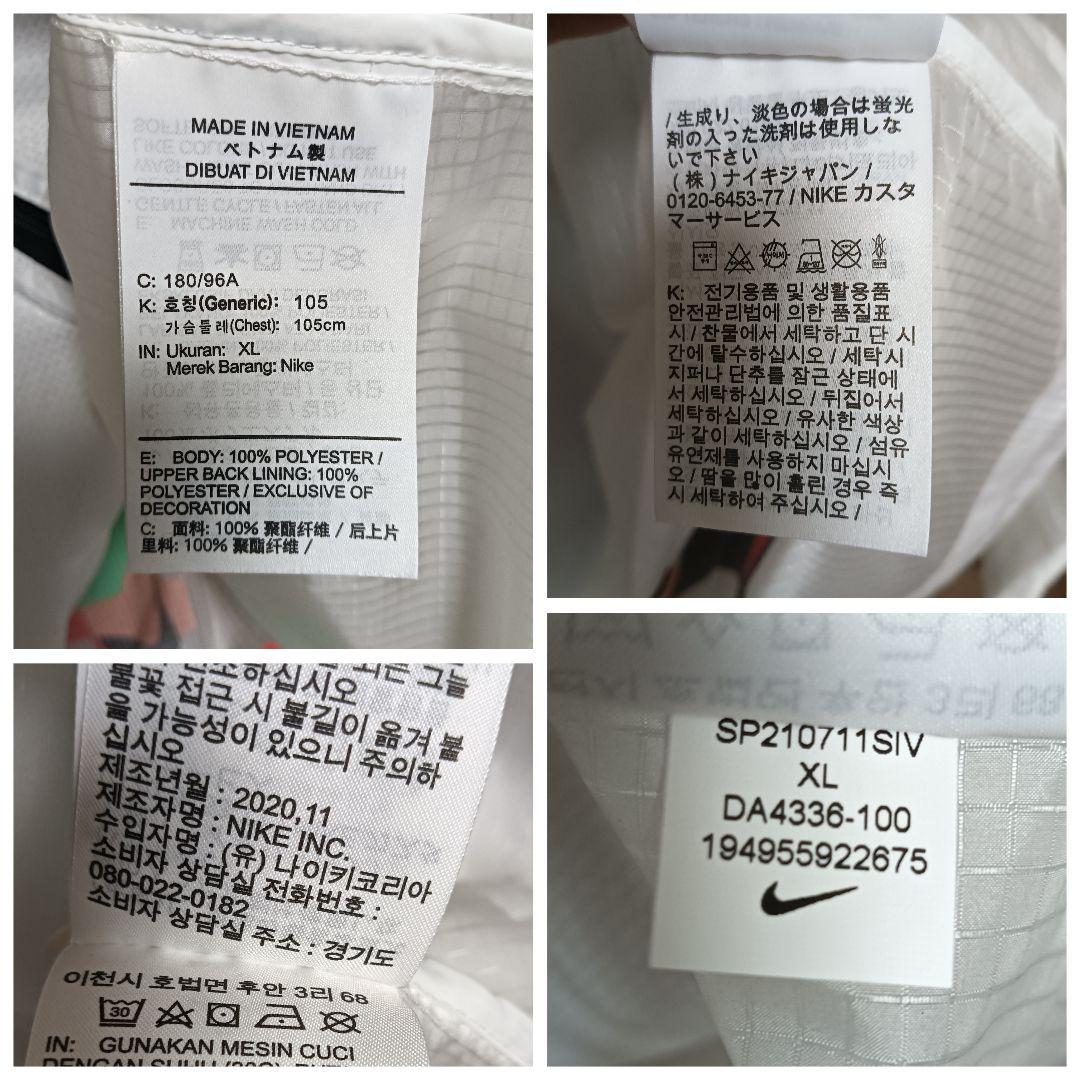 MADE IN VIETNAM
ベトナム製
DIBUAT DI VIETNAM
C: 180/96A
K: 호칭(Generic): 105
가슴둘레(Chest): 105cm
IN: Ukuran: XL
Merek Barang: Nike
E: BODY: 100% POLYESTER /
UPPER BACK LINING: 100%
POLYESTER / EXCLUSIVE OF
DECORATION
C: 面料: 100% 聚酯纤维 / 后上片
里料: 100% 聚酯纤维 /
/ 生成り、淡色の場合は蛍光
剤の入った洗剤は使用しな
いで下さい
(株) ナイキジャパン /
0120-6453-77 / NIKE カスタ
マーサービス
K: 전기용품 및 생활용품
안전관리법에 의한 품질표
시 / 찬물에서 세탁하고 단 시
간에 탈수하십시오 / 세탁시
지퍼나 단추를 잠근 상태에
서 세탁하십시오 / 뒤집어서
세탁하십시오 / 유사한 색상
과 같이 세탁하십시오 / 섬유
유연제를 사용하지 마십시
오 / 땀을 많이 흘린 경우 즉
시 세탁하여 주십시오 /
되는 그늘
하십시오
불꽃 접근 시 불길이 옮겨 붙
을 가능성이 있으니 주의하
십시오
제조년월 : 2020,11
제조자명 : NIKE INC.
수입자명 : (유) 나이키코리아
소비자 상담실 전화번호 :
080-022-0182
소비자 상담실 주소 : 경기도
이천시 호법면 후안 3리 68
30
IN: GUNAKAN MESIN CUCI
DENGAN SUHU
SP210711SIV
XL
DA4336-100
194955922675